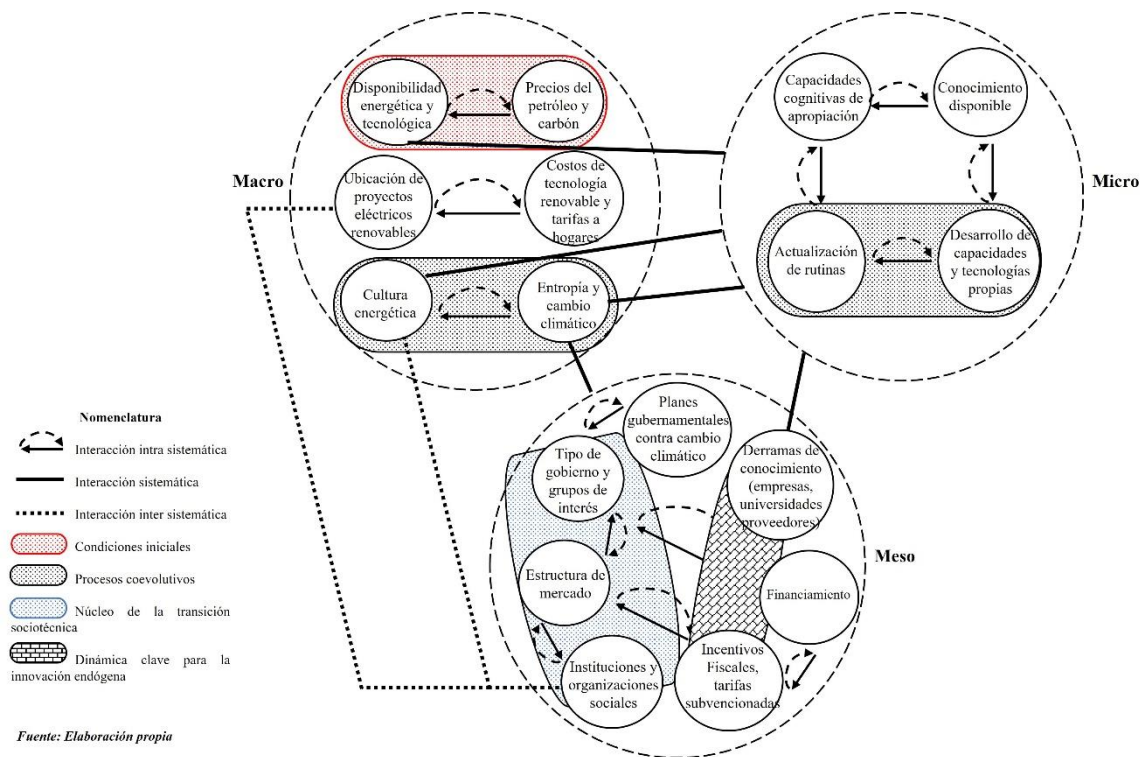 Macro
Disponibilidad
energética y
tecnológica
Precios del
petróleo y
carbón
Ubicación de
proyectos
eléctricos
renovables
Costos de
tecnología
renovable y
tarifas a
hogares
Cultura
energética
Entropía y
cambio
climático
Micro
Capacidades
cognitivas de
apropiación
Conocimiento
disponible
Actualización
de rutinas
Desarrollo de
capacidades
y tecnologías
propias
Meso
Planes
gubernamentales
contra cambio
climático
Tipo de
gobierno y
grupos de
interés
Derramas de
conocimiento
(empresas,
universidades
proveedores)
Estructura de
mercado
Financiamiento
Instituciones y
organizaciones
sociales
Incentivos
Fiscales,
tarifas
subvencionadas
Nomenclatura
Interacción intra sistemática
Interacción sistemática
Interacción inter sistemática
Condiciones iniciales
Procesos coevolutivos
Núcleo de la transición
sociotécnica
Dinámica clave para la
innovación endógena
Fuente: Elaboración propia